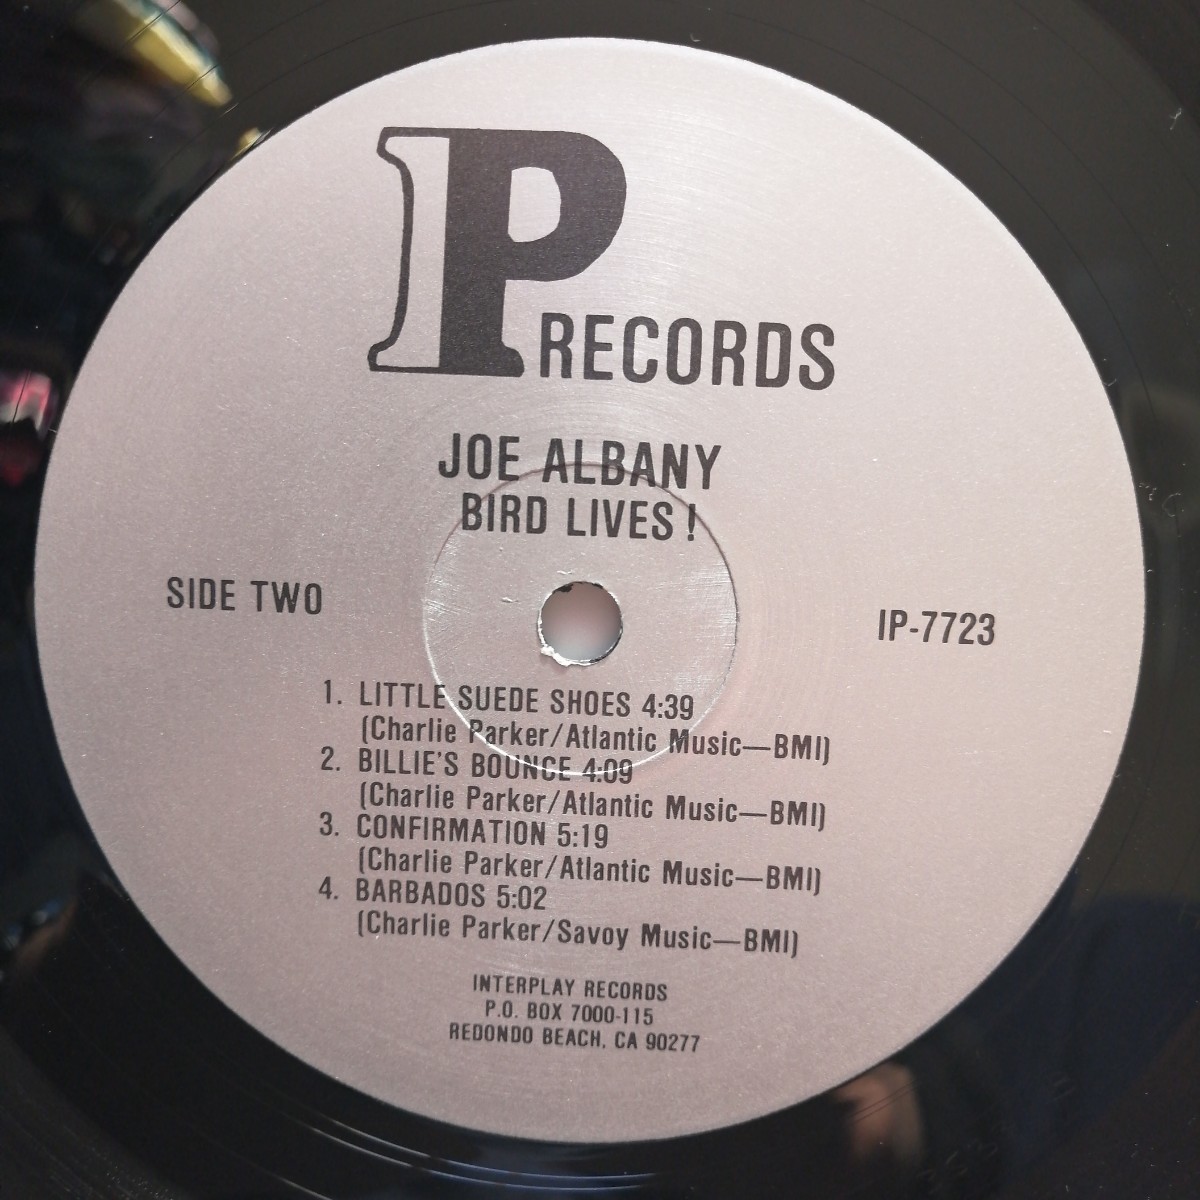 IP RECORDS
JOE ALBANY
BIRD LIVES!
SIDE TWO
IP-7723
1. LITTLE SUEDE SHOES 4:39
(Charlie Parker/Atlantic Music—BMI)
2. BILLIE'S BOUNCE 4:09
(Charlie Parker/Atlantic Music—BMI)
3. CONFIRMATION 5:19
(Charlie Parker/Atlantic Music—BMI)
4. BARBADOS 5:02
(Charlie Parker/Savoy Music—BMI)
INTERPLAY RECORDS
P.O. BOX 7000-115
REDONDO BEACH, CA 90277